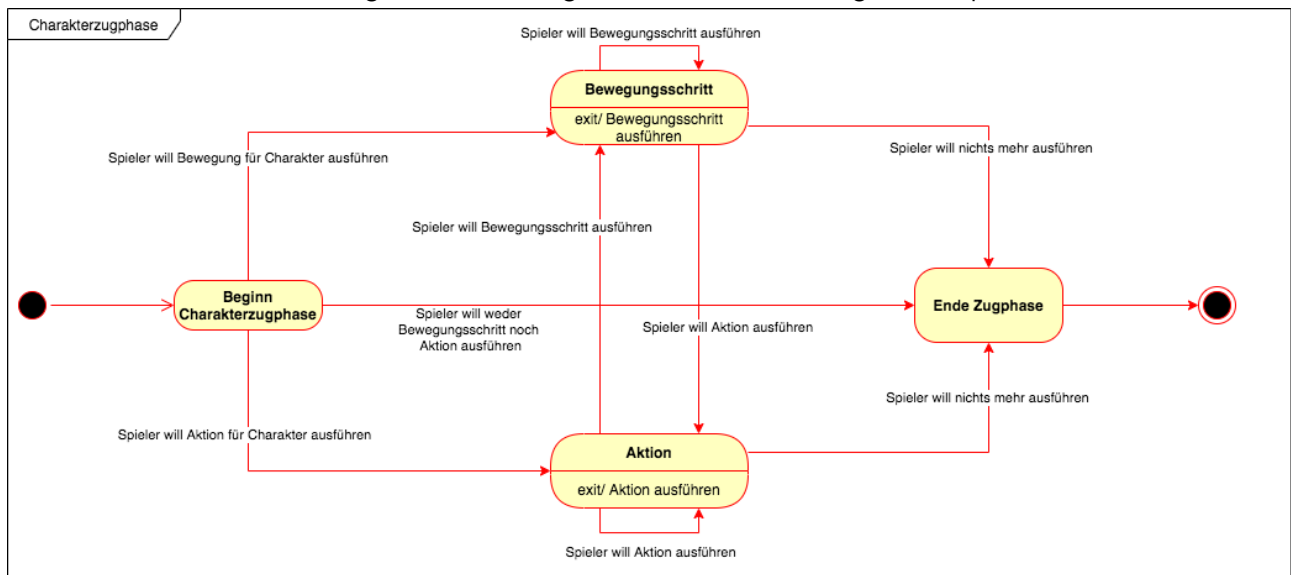 Charakterzugphase
Spieler will Bewegungsschritt ausführen
Bewegungsschritt
exit/ Bewegungsschritt
ausführen
Spieler will Bewegung für Charakter ausführen
Spieler will nichts mehr ausführen
Spieler will Bewegungsschritt ausführen
Beginn
Charakterzugphase
Spieler will weder
Bewegungsschritt noch
Aktion ausführen
Spieler will Aktion ausführen
Ende Zugphase
Spieler will nichts mehr ausführen
Spieler will Aktion für Charakter ausführen
Aktion
exit/ Aktion ausführen
Spieler will Aktion ausführen